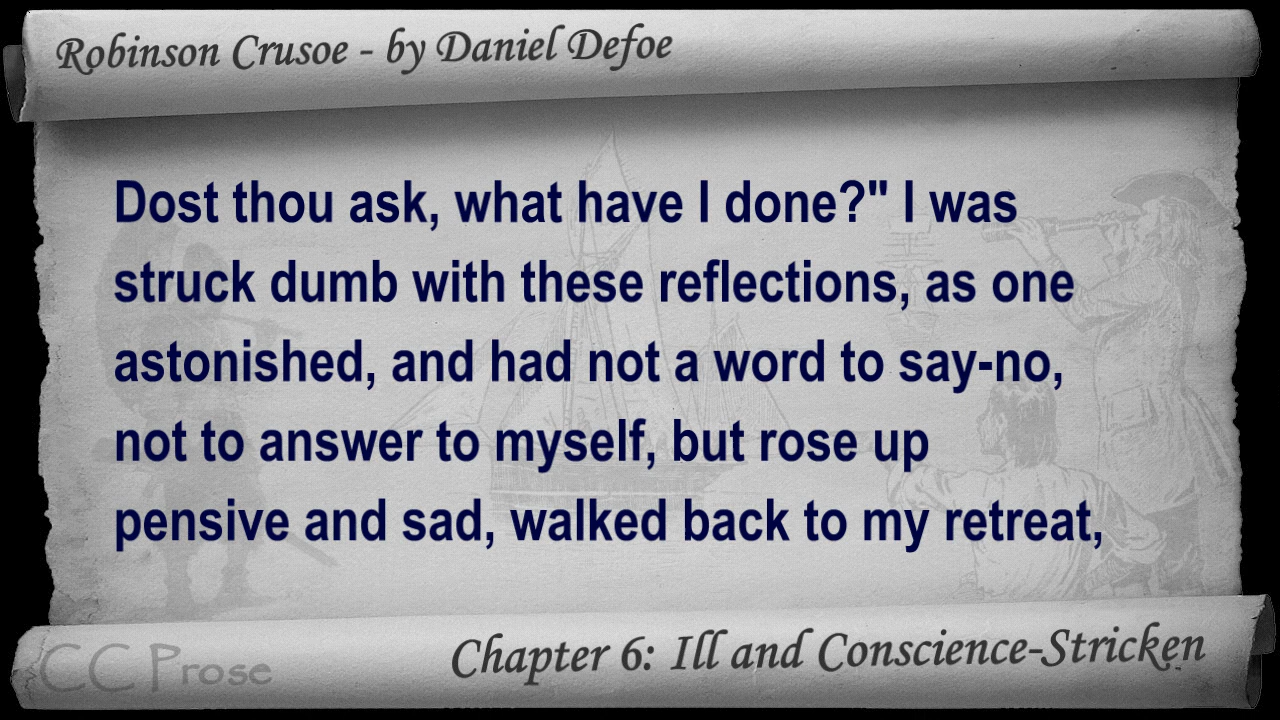 Robinson Crusoe - by Daniel Defoe
Dost thou ask, what have I done?" I was
struck dumb with these reflections, as one
astonished, and had not a word to say-no,
not to answer to myself, but rose up
pensive and sad, walked back to my retreat,
Chapter 6: Ill and Conscience-Stricken
CC Prose